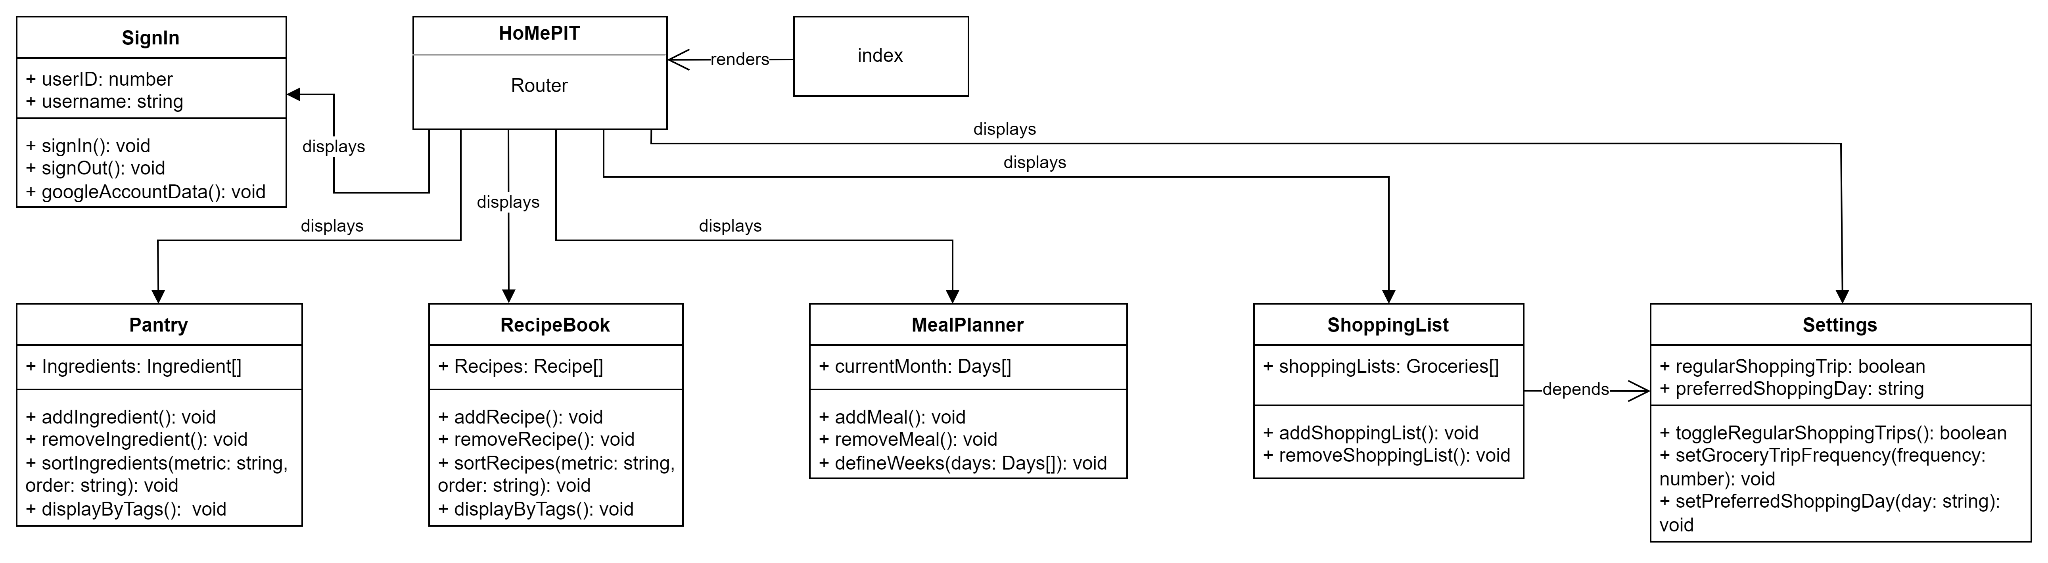 SignIn
+ userID: number
+ username: string
+ signIn(): void
+ signOut(): void
+ googleAccountData(): void
HoMePIT
Router
renders
index
displays
displays
displays
displays
displays
displays
Pantry
+ Ingredients: Ingredient[]
+ addIngredient(): void
+ removeIngredient(): void
+ sortIngredients(metric: string,
order: string): void
+ displayByTags():  void
RecipeBook
+ Recipes: Recipe[]
+ addRecipe(): void
+ removeRecipe(): void
+ sortRecipes(metric: string,
order: string): void
+ displayByTags(): void
MealPlanner
+ currentMonth: Days[]
+ addMeal(): void
+ removeMeal(): void
+ defineWeeks(days: Days[]): void
ShoppingList
+ shoppingLists: Groceries[]
+ addShoppingList(): void
+ removeShoppingList(): void
depends
Settings
+ regularShoppingTrip: boolean
+ preferredShoppingDay: string
+ toggleRegularShoppingTrips(): boolean
+ setGroceryTripFrequency(frequency:
number): void
+ setPreferredShoppingDay(day: string):
void